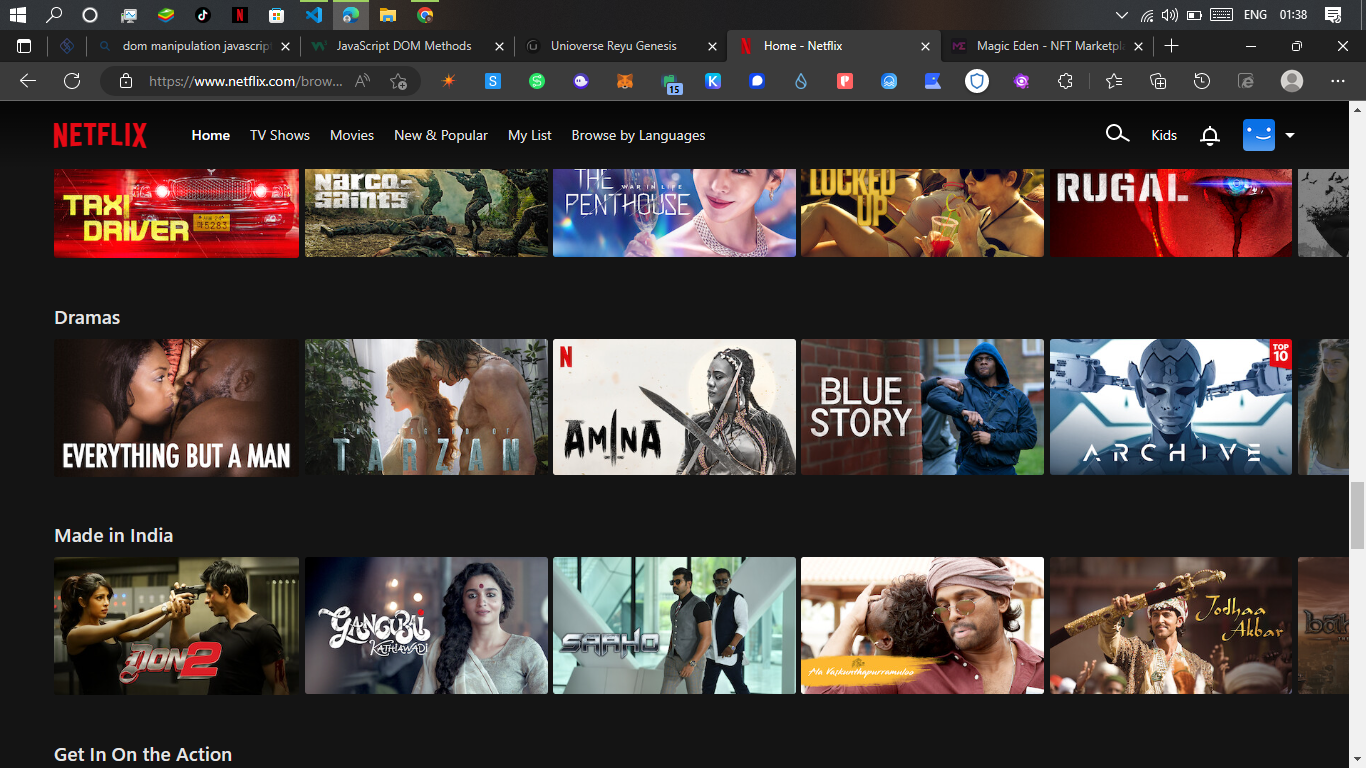 ENG
01:38
dom manipulation javascrip
JavaScript DOM Methods
Unioverse Reyu Genesis
Home - Netflix
Magic Eden - NFT Marketpl
https://www.netflix.com/brow...
15
NETFLIX
Home
TV Shows
Movies
New & Popular
My List
Browse by Languages
Kids
TAXI
DRIVER
5283
NARCO-
SAINTS
THE
WAR IN LIFE
PENTHOUSE
LOCKED
UP
RUGAL
Dramas
EVERYTHING BUT A MAN
THE LEGEND OF
TARZAN
N
AMINA
BLUE
STORY
TOP
10
ARCHIVE
Made in India
DON 2
GANGUBAI
KATHIAWADI
SAAHO
Ala Vaikunthapurramuloo
Jodhaa
Akbar
Get In On the Action